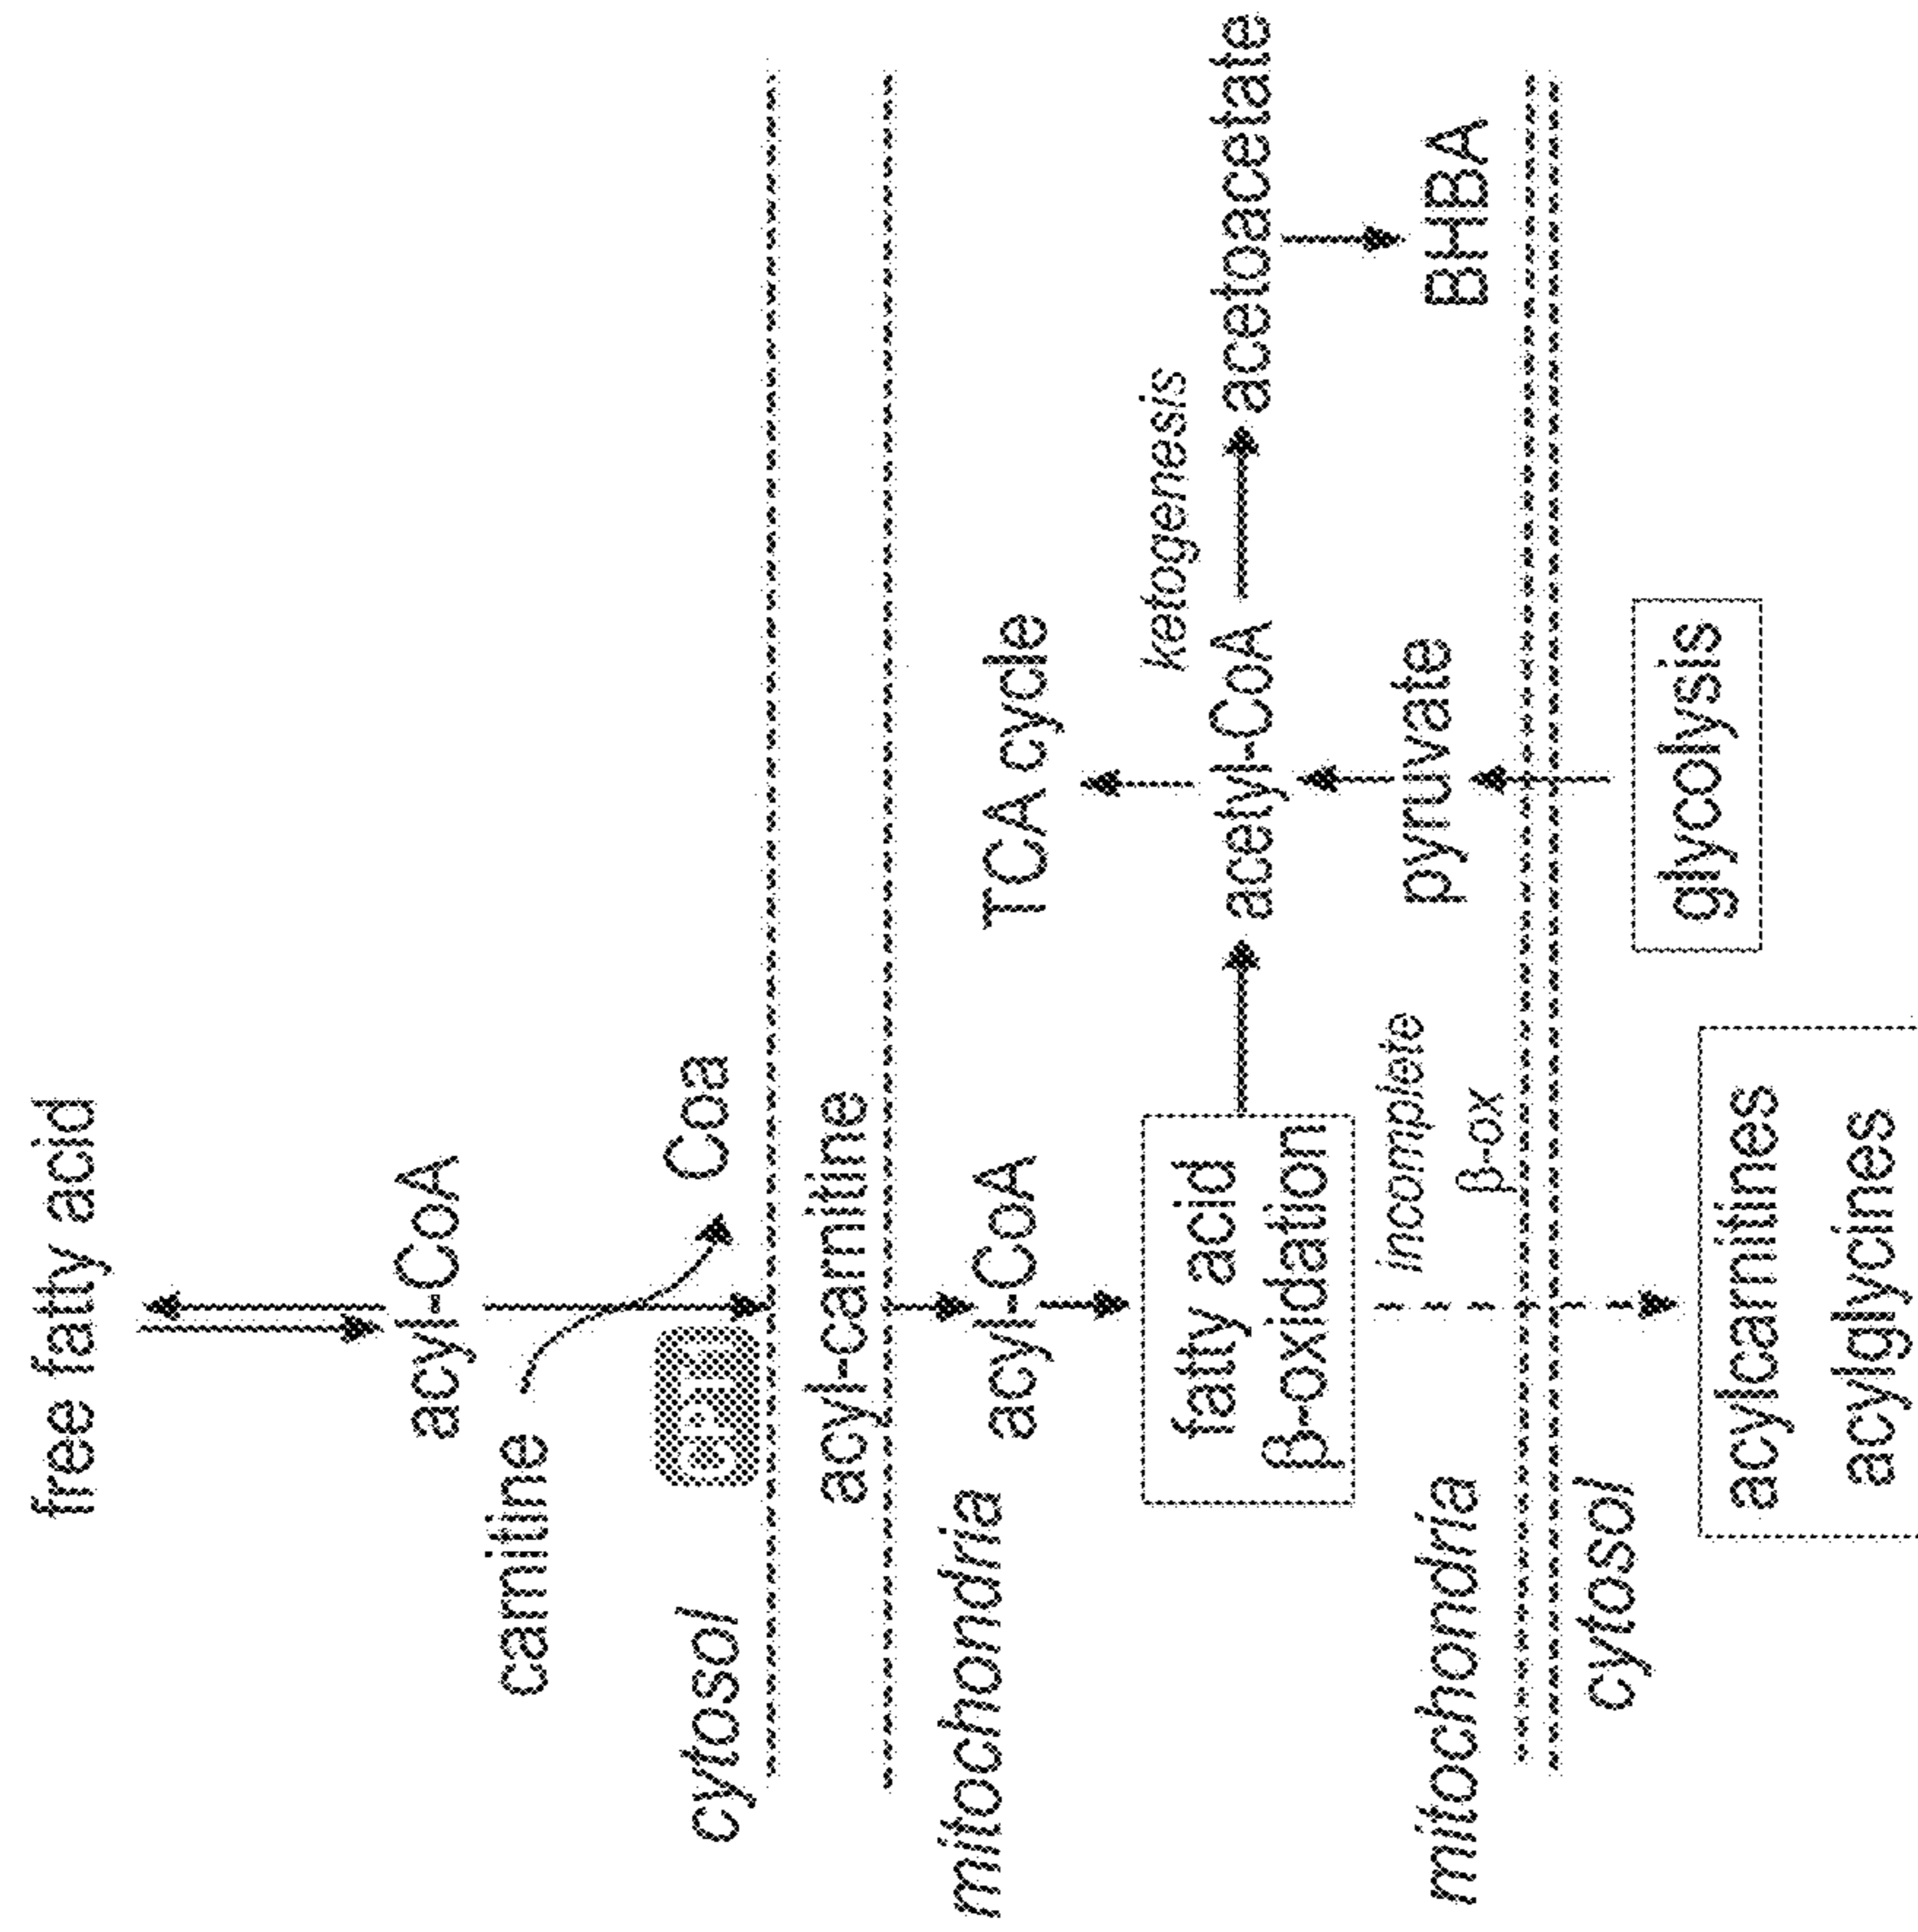 free fatty acid
acyl-CoA
carnitine
cpt1
Coa
cytosol
acyl-carnitine
mitochondria
acyl-CoA
TCA cycle
fatty acid
β-oxidation
acetyl-CoA
ketogenesis
acetoacetate
incomplete
β-ox
pyruvate
BHBA
mitochondria
cytosol
glycolysis
acylcarnitines
acylglycines